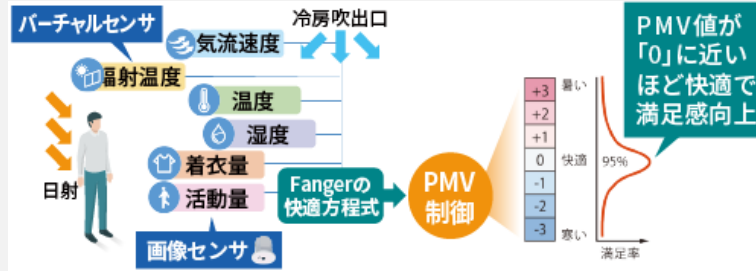 バーチャルセンサ
冷房吹出口
気流速度
輻射温度
温度
湿度
着衣量
活動量
日射
画像センサ
Fangerの
快適方程式
PMV
制御
+3
+2
+1
0
-1
-2
-3
暑い
快適
寒い
95%
満足率
PMV値が
「0」に近い
ほど快適で
満足感向上